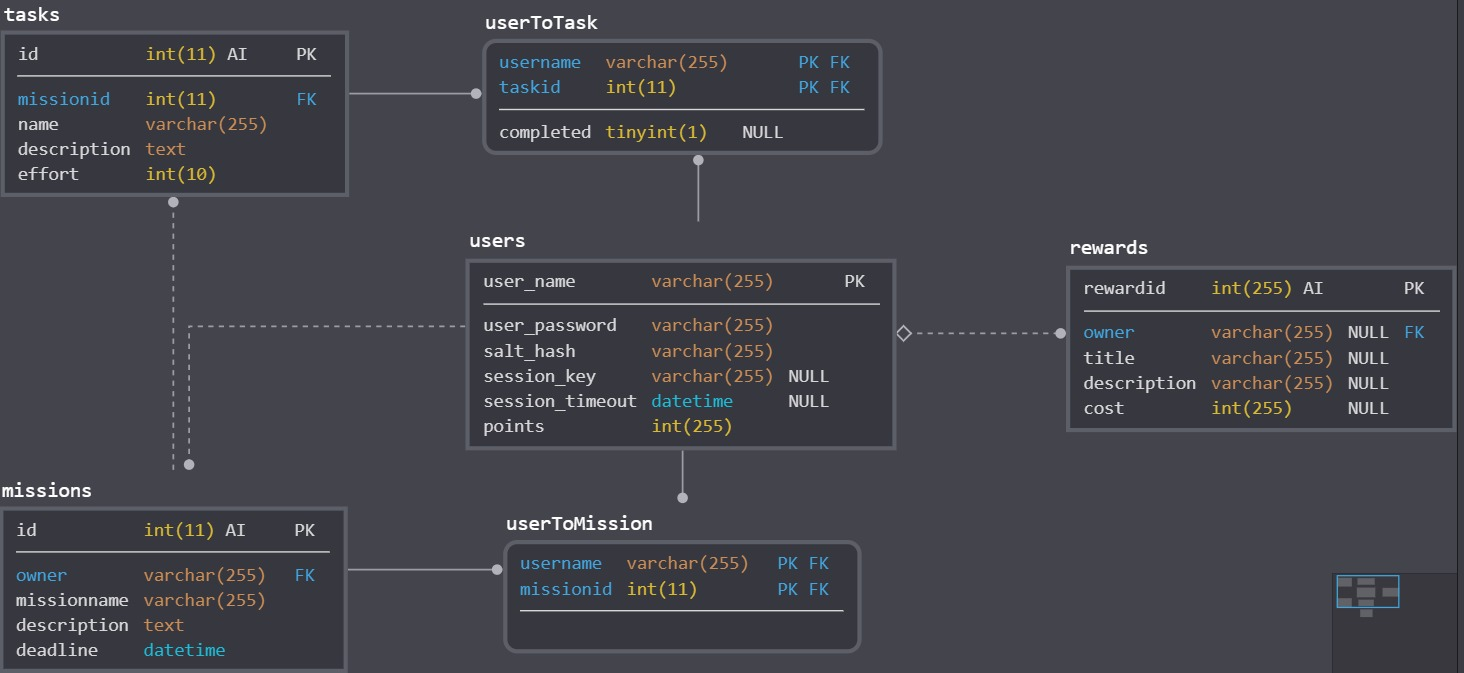 tasks
id int(11) AI PK
missionid int(11) FK
name varchar(255)
description text
effort int(10)
userToTask
username varchar(255) PK FK
taskid int(11) PK FK
completed tinyint(1) NULL
users
user_name varchar(255) PK
user_password varchar(255)
salt_hash varchar(255)
session_key varchar(255) NULL
session_timeout datetime NULL
points int(255)
rewards
rewardid int(255) AI PK
owner varchar(255) NULL FK
title varchar(255) NULL
description varchar(255) NULL
cost int(255) NULL
missions
id int(11) AI PK
owner varchar(255) FK
missionname varchar(255)
description text
deadline datetime
userToMission
username varchar(255) PK FK
missionid int(11) PK FK